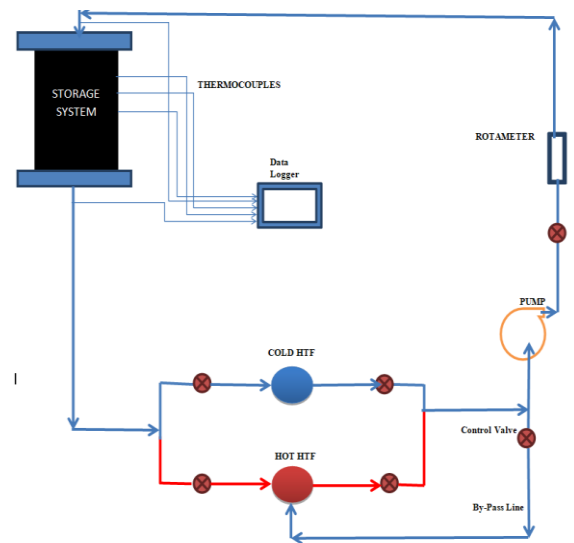 STORAGE
SYSTEM
THERMOCOUPLES
ROTAMETER
Data
Logger
PUMP
COLD HTF
Control Valve
HOT HTF
By-Pass Line